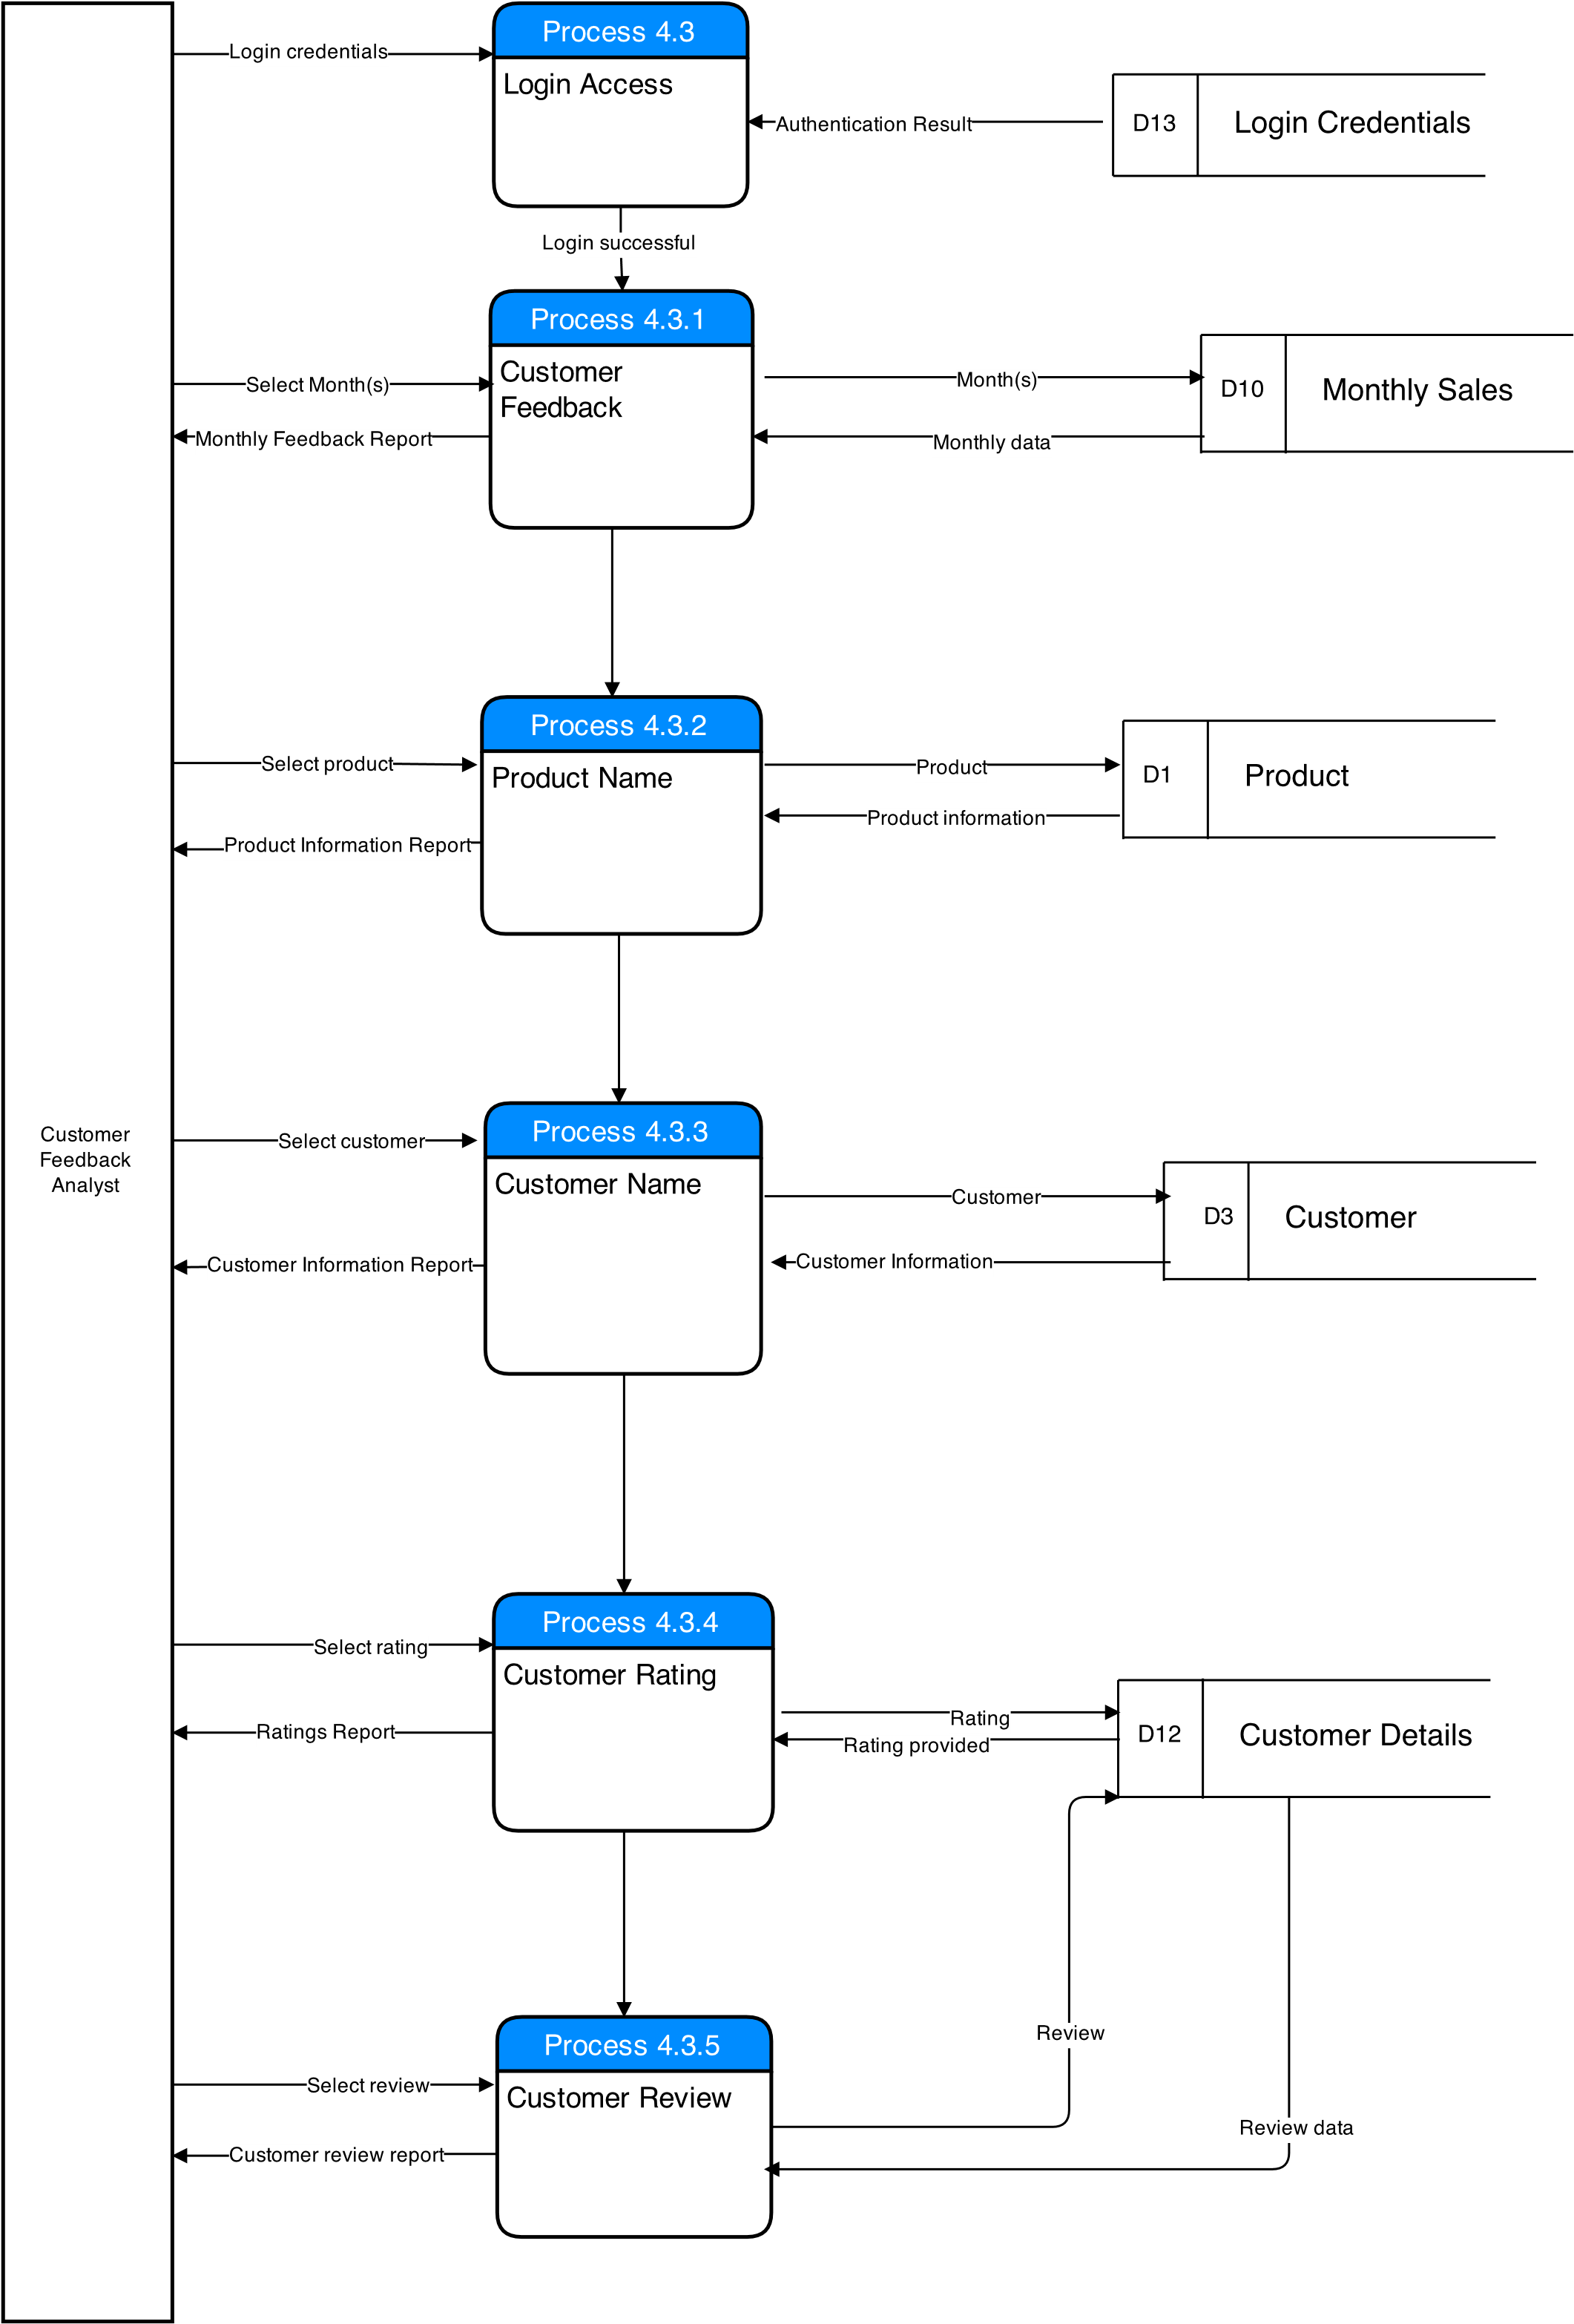 Process 4.3
Login credentials
Login Access
Authentication Result
D13
Login Credentials
Login successful
Process 4.3.1
Customer
Feedback
Select Month(s)
Month(s)
D10
Monthly Sales
Monthly Feedback Report
Monthly data
Process 4.3.2
Select product
Product Name
Product
D1
Product
Product information
Product Information Report
Customer
Feedback
Analyst
Process 4.3.3
Select customer
Customer Name
Customer
D3
Customer
Customer Information Report
Customer Information
Process 4.3.4
Select rating
Customer Rating
Rating
D12
Customer Details
Ratings Report
Rating provided
Process 4.3.5
Review
Select review
Customer Review
Review data
Customer review report